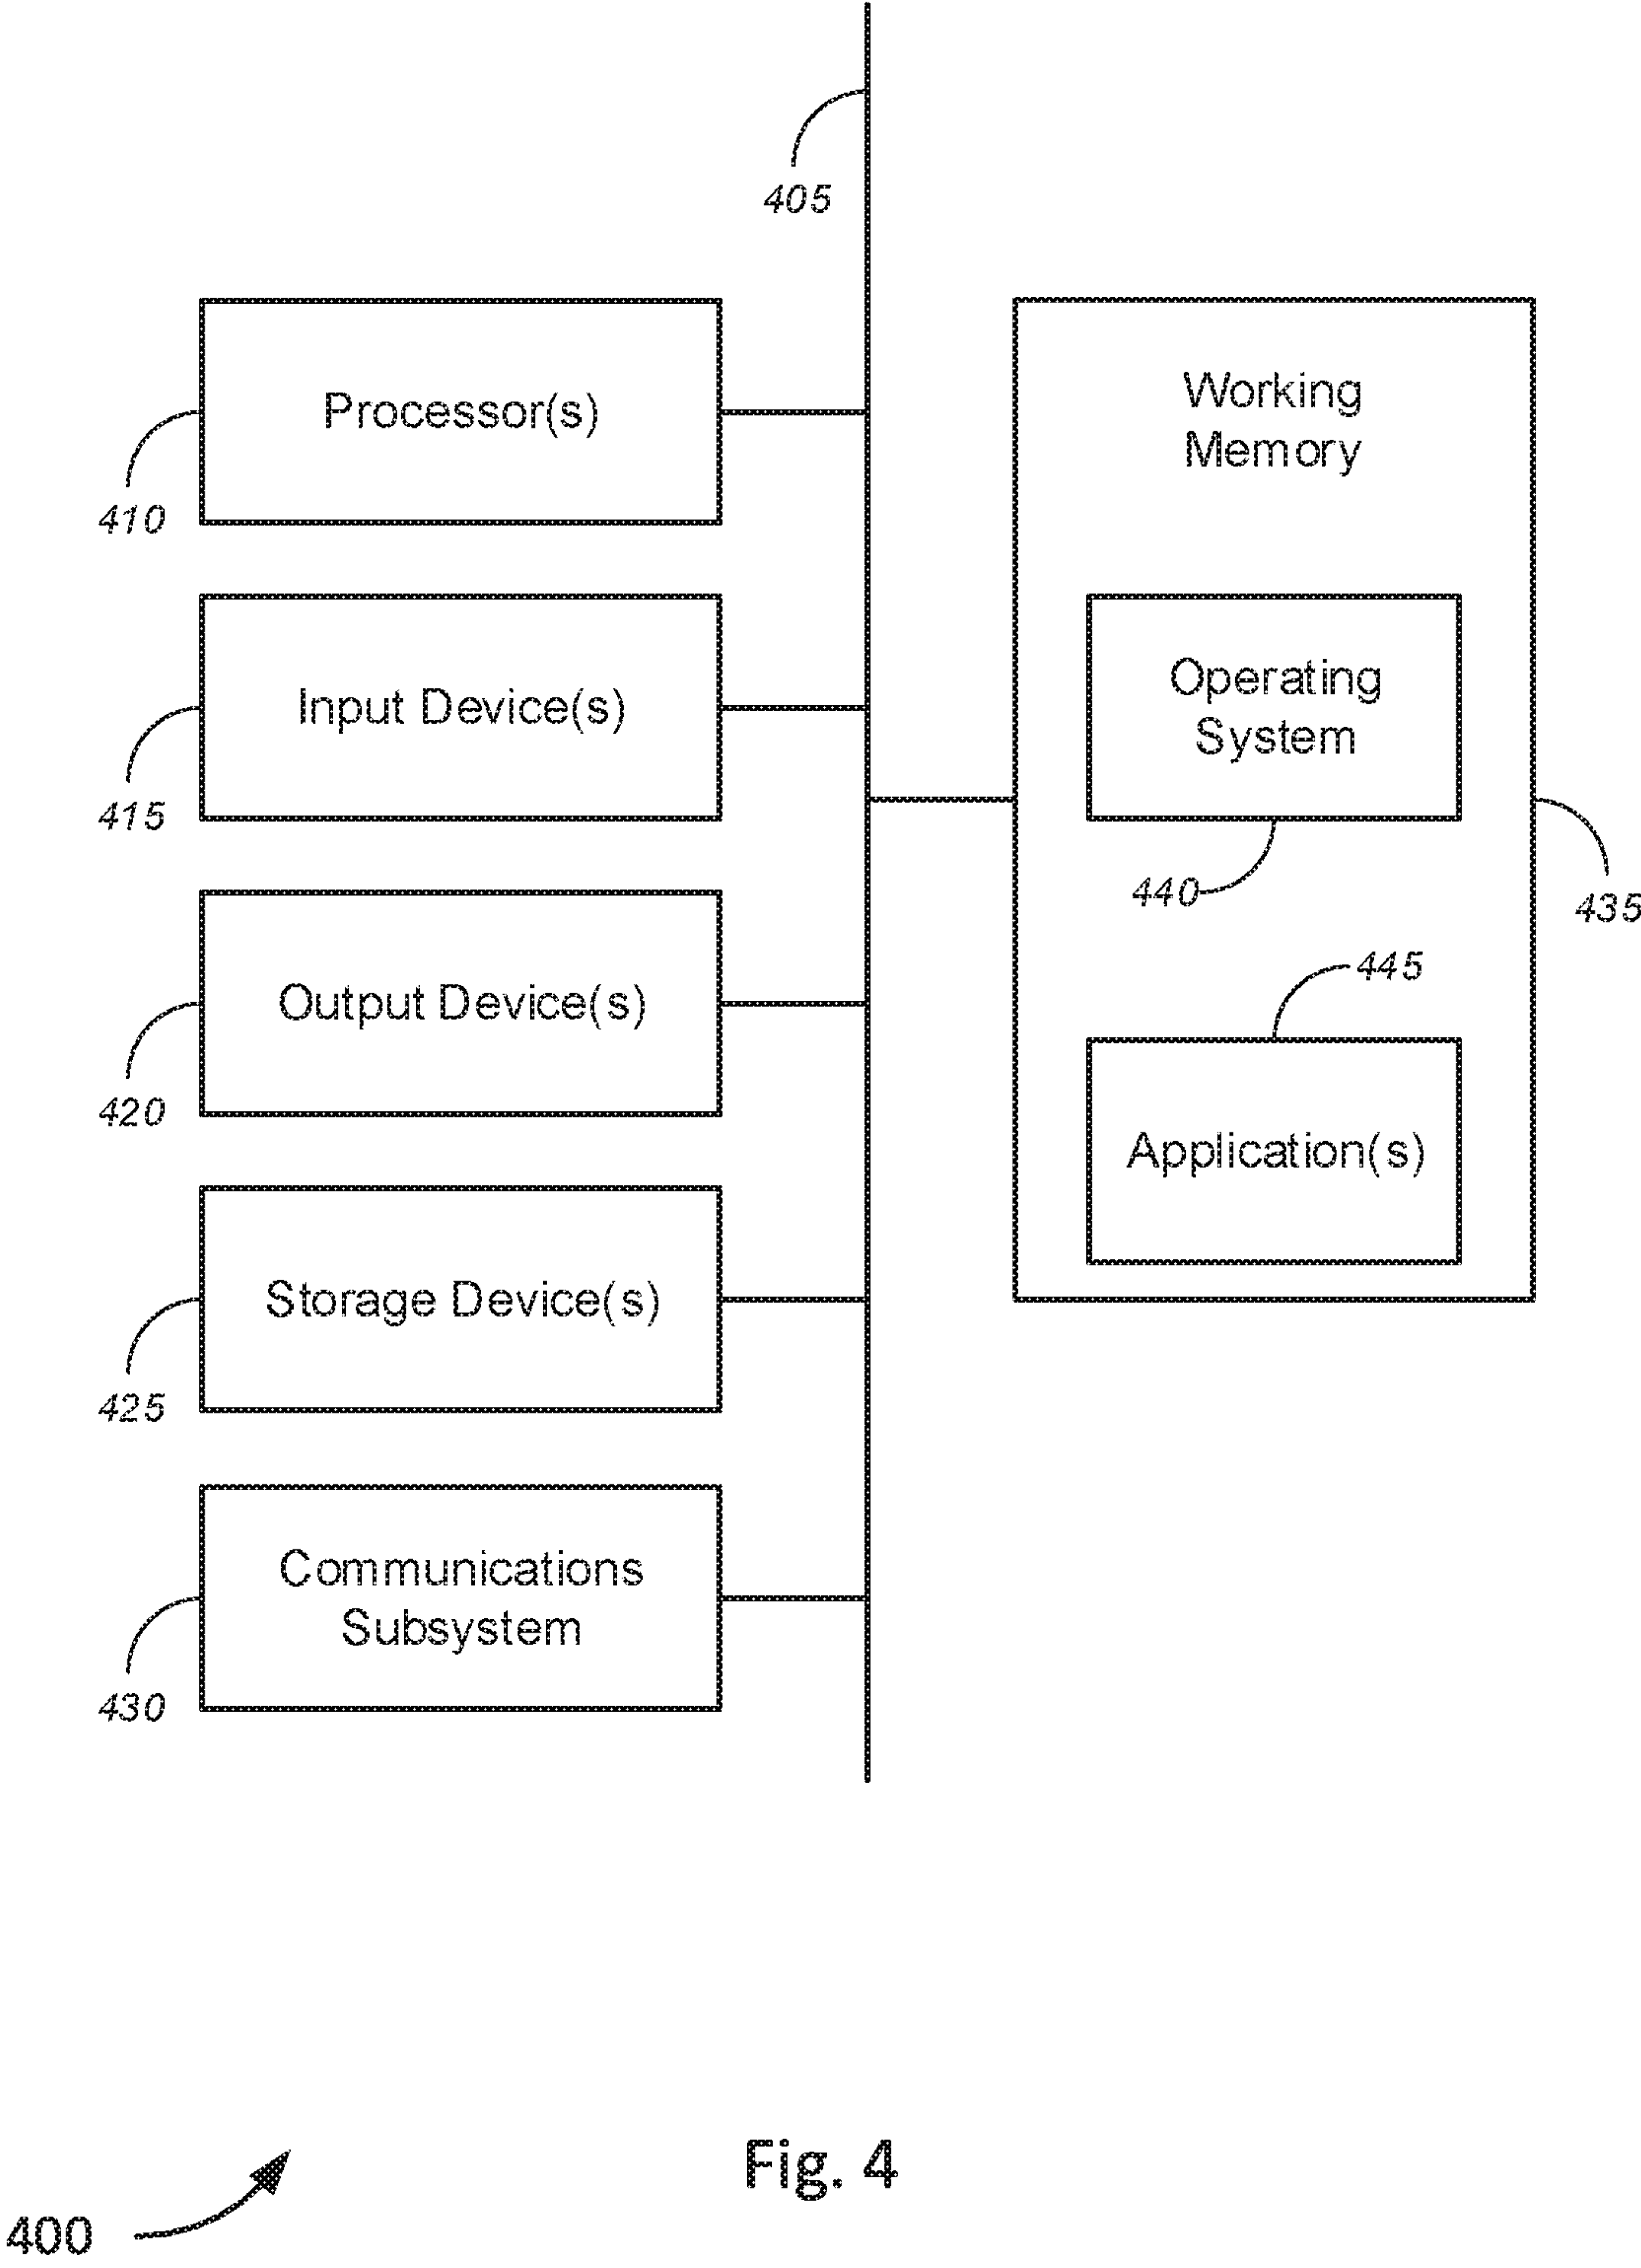 405
Processor(s)
410
Input Device(s)
415
Output Device(s)
420
Storage Device(s)
425
Communications
Subsystem
430
Working
Memory
Operating
System
440
435
445
Application(s)
Fig. 4
400